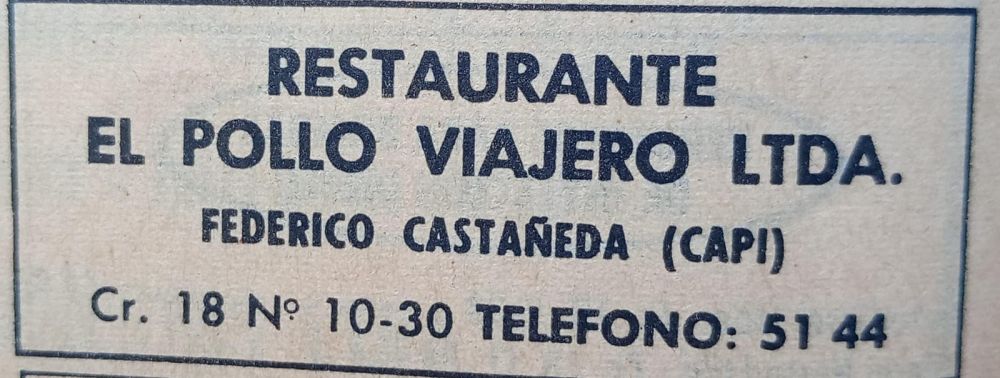 RESTAURANTE
EL POLLO VIAJERO LTDA.
FEDERICO CASTAÑEDA (CAPI)
Cr. 18 Nº 10-30 TELEFONO: 51 44